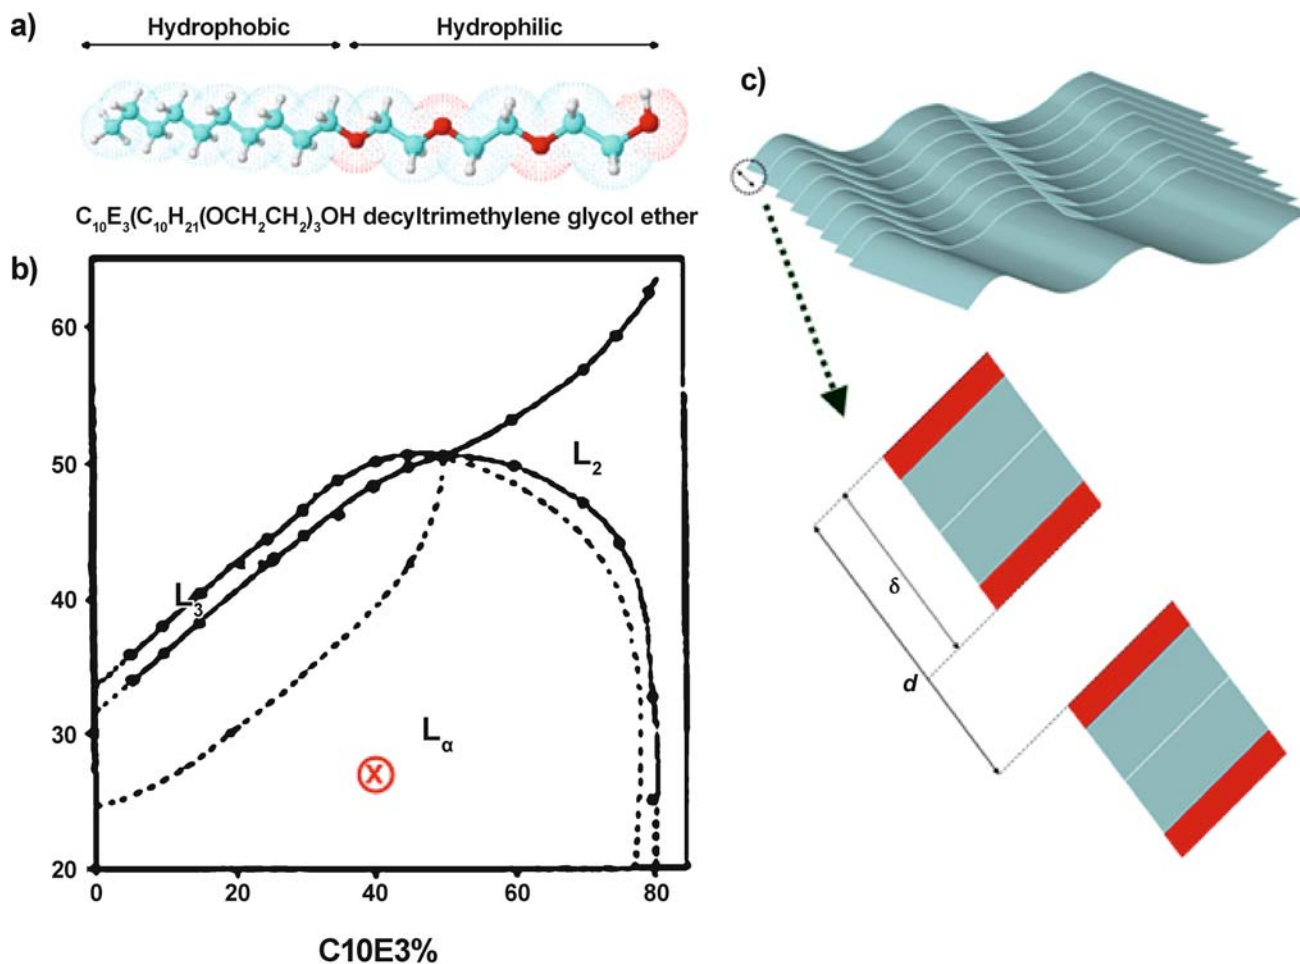 a)
Hydrophobic
Hydrophilic
C₁₀E₃(C₁₀H₂₁(OCH₂CH₂)₃OH decyltrimethylene glycol ether
b)
60
50
40
30
20
L₂
L₃
Lα
X
0
20
40
60
80
C10E3%
c)
δ
d